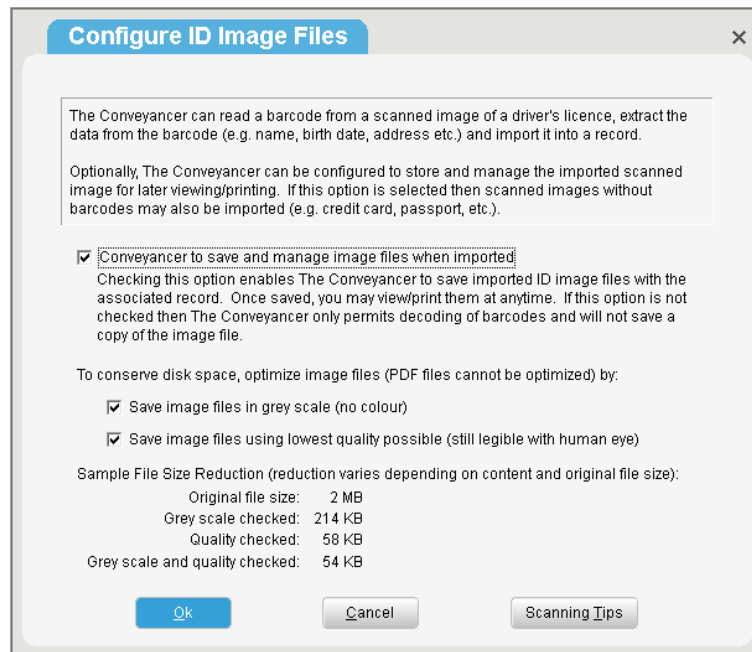 Configure ID Image Files
The Conveyancer can read a barcode from a scanned image of a driver's licence, extract the
data from the barcode (e.g. name, birth date, address etc.) and import it into a record.
Optionally, The Conveyancer can be configured to store and manage the imported scanned
image for later viewing/printing.  If this option is selected then scanned images without
barcodes may also be imported (e.g. credit card, passport, etc.).
Conveyancer to save and manage image files when imported
Checking this option enables The Conveyancer to save imported ID image files with the
associated record.  Once saved, you may view/print them at anytime.  If this option is not
checked then The Conveyancer only permits decoding of barcodes and will not save a
copy of the image file.
To conserve disk space, optimize image files (PDF files cannot be optimized) by:
Save image files in grey scale (no colour)
Save image files using lowest quality possible (still legible with human eye)
Sample File Size Reduction (reduction varies depending on content and original file size):
Original file size: 2 MB
Grey scale checked: 214 KB
Quality checked: 58 KB
Grey scale and quality checked: 54 KB
Ok Cancel Scanning Tips